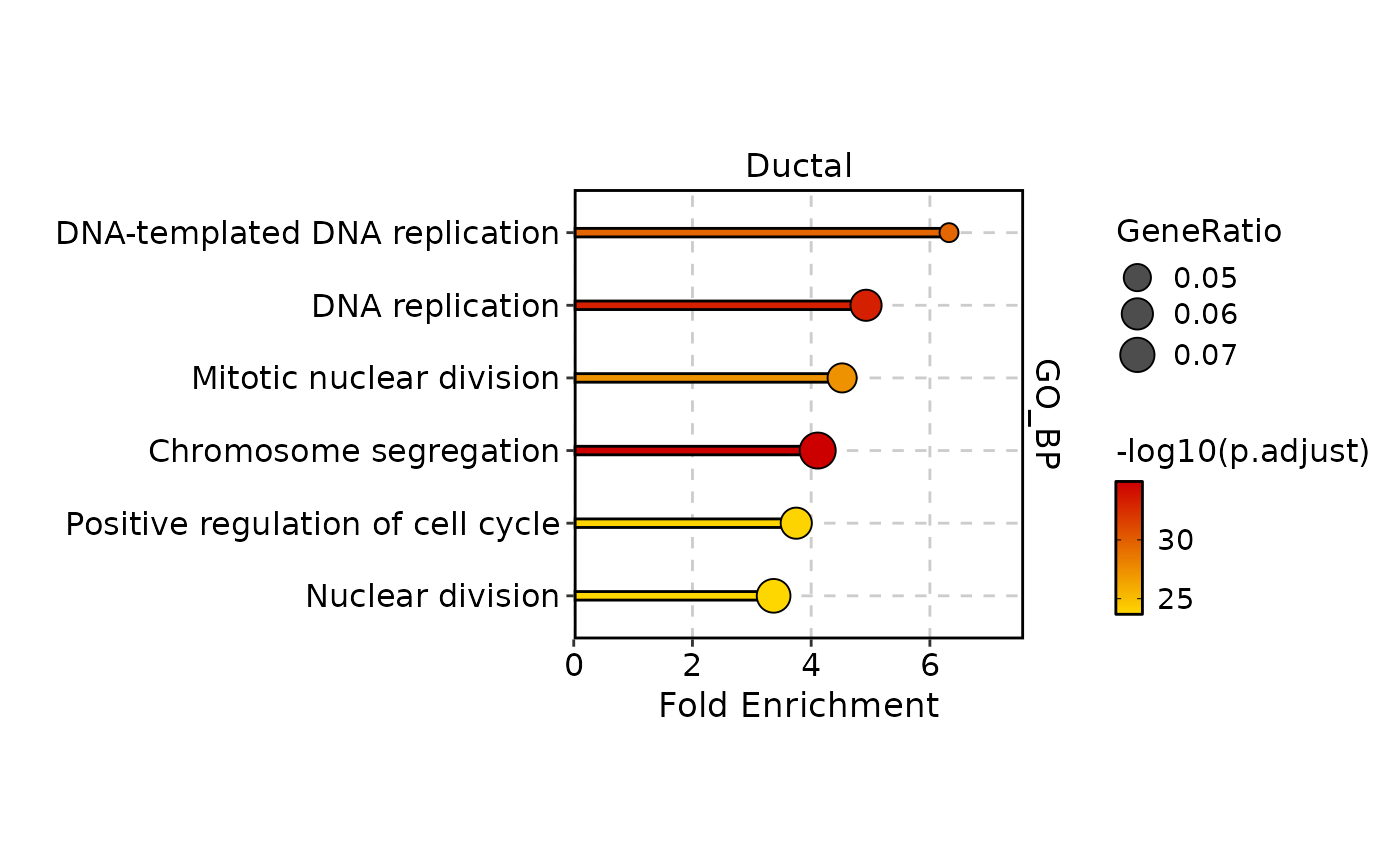 Ductal
DNA-templated DNA replication
DNA replication
Mitotic nuclear division
Chromosome segregation
Positive regulation of cell cycle
Nuclear division
0 2 4 6
Fold Enrichment
GO_BP
GeneRatio
0.05
0.06
0.07
-log10(p.adjust)
30
25